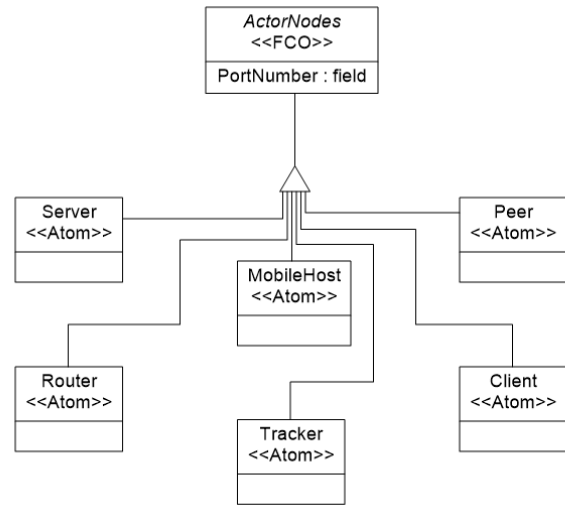 ActorNodes
<<FCO>>
PortNumber : field
Server
<<Atom>>
Peer
<<Atom>>
MobileHost
<<Atom>>
Router
<<Atom>>
Client
<<Atom>>
Tracker
<<Atom>>